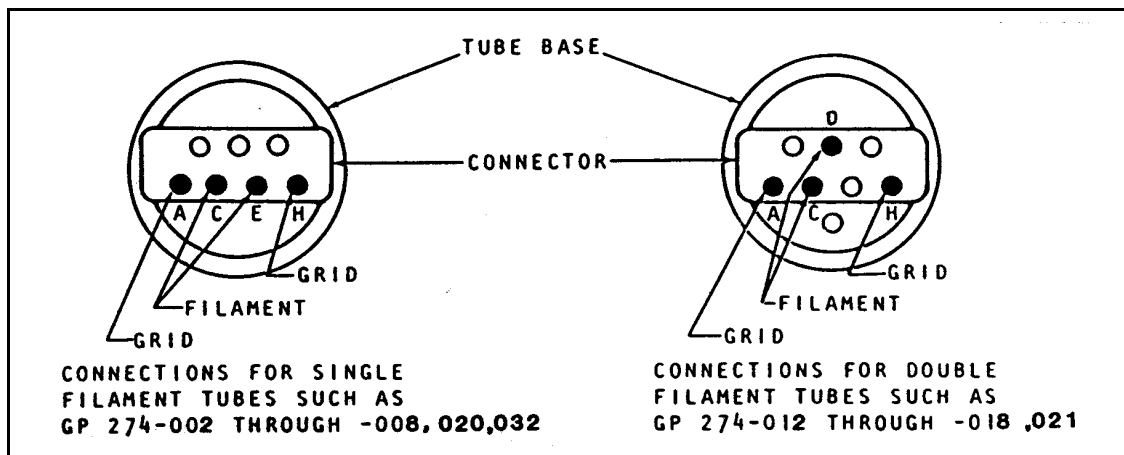 TUBE BASE
CONNECTOR
A C E H
GRID
FILAMENT
GRID
CONNECTIONS FOR SINGLE
FILAMENT TUBES SUCH AS
GP 274-002 THROUGH -008,020,032
D
A C H
GRID
FILAMENT
GRID
CONNECTIONS FOR DOUBLE
FILAMENT TUBES SUCH AS
GP 274-012 THROUGH -018 ,021